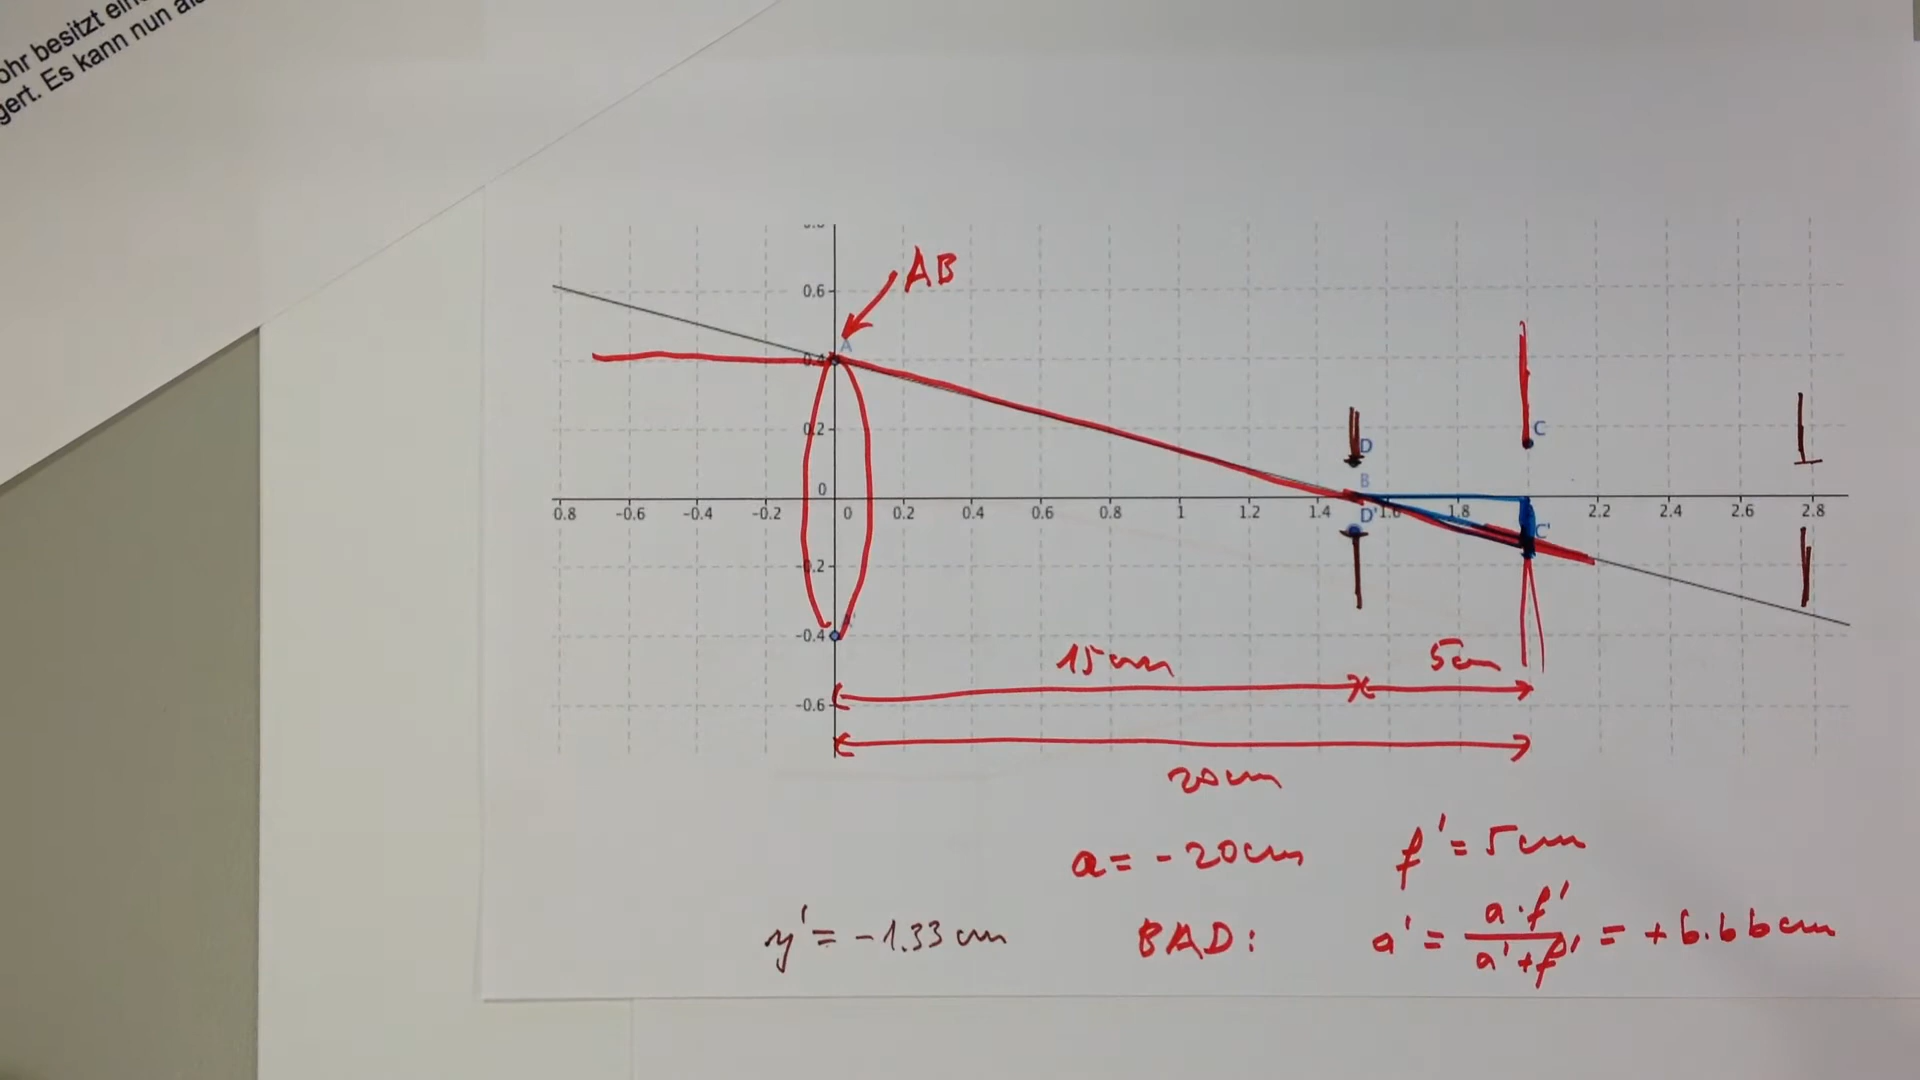 ohr besitzt ein
gert. Es kann nun al
AB
0.6
A
0.4
C
0.2
D
B
0
0.8 -0.6 -0.4 -0.2 0 0.2 0.4 0.6 0.8 1 1.2 1.4 D' 1.6 1.8 C' 2.2 2.4 2.6 2.8
-0.2
-0.4
A'
15cm 5cm
-0.6
20cm
a = -20cm f' = 5cm
y' = -1.33cm BAD: a' = a·f' / a'+f' = +6.66cm